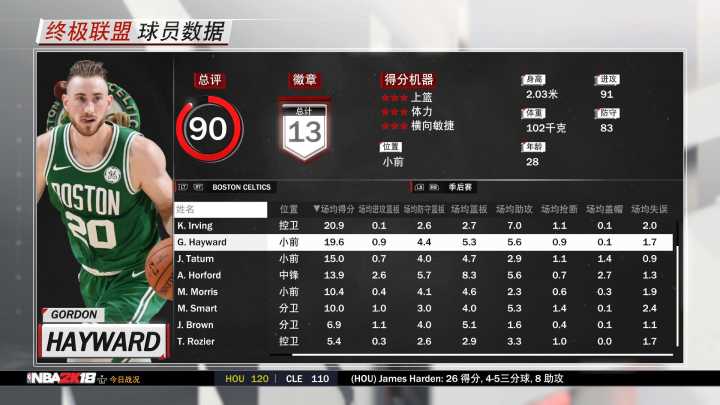 终极联盟 球员数据
总评
90
徽章
总计
13
得分机器
★★★ 上篮
★★★ 体力
★★★ 横向敏捷
位置
小前
身高
2.03米
体重
102千克
年龄
28
进攻
91
防守
83
BOSTON
20
GE
GORDON
HAYWARD
LT RT BOSTON CELTICS
LB RB 季后赛
姓名 位置 ▼场均得分 场均进攻篮板 场均防守篮板 场均篮板 场均助攻 场均抢断 场均盖帽 场均失误
K. Irving 控卫 20.9 0.1 2.6 2.7 7.0 1.1 0.1 2.0
G. Hayward 小前 19.6 0.9 4.4 5.3 5.6 0.9 0.1 1.7
J. Tatum 小前 15.0 0.7 4.0 4.7 2.9 1.1 1.4 0.9
A. Horford 中锋 13.9 2.6 5.7 8.3 5.6 0.7 2.7 1.3
M. Morris 小前 10.4 0.4 4.1 4.6 2.3 0.6 0.3 1.9
M. Smart 分卫 10.0 1.0 3.0 4.0 5.3 1.4 0.1 2.4
J. Brown 分卫 6.9 1.1 4.0 5.1 1.6 0.4 0.1 1.1
T. Rozier 控卫 5.4 0.3 2.6 2.9 3.3 1.0 0.0 1.7
NBA2K18 今日战况 HOU 120 | CLE 110 (HOU) James Harden: 26 得分, 4-5三分球, 8 助攻